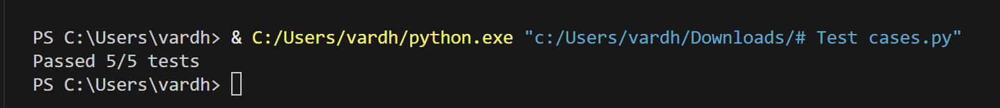 PS C:\Users\vardh> & C:/Users/vardh/python.exe "c:/Users/vardh/Downloads/# Test cases.py"
Passed 5/5 tests
PS C:\Users\vardh>